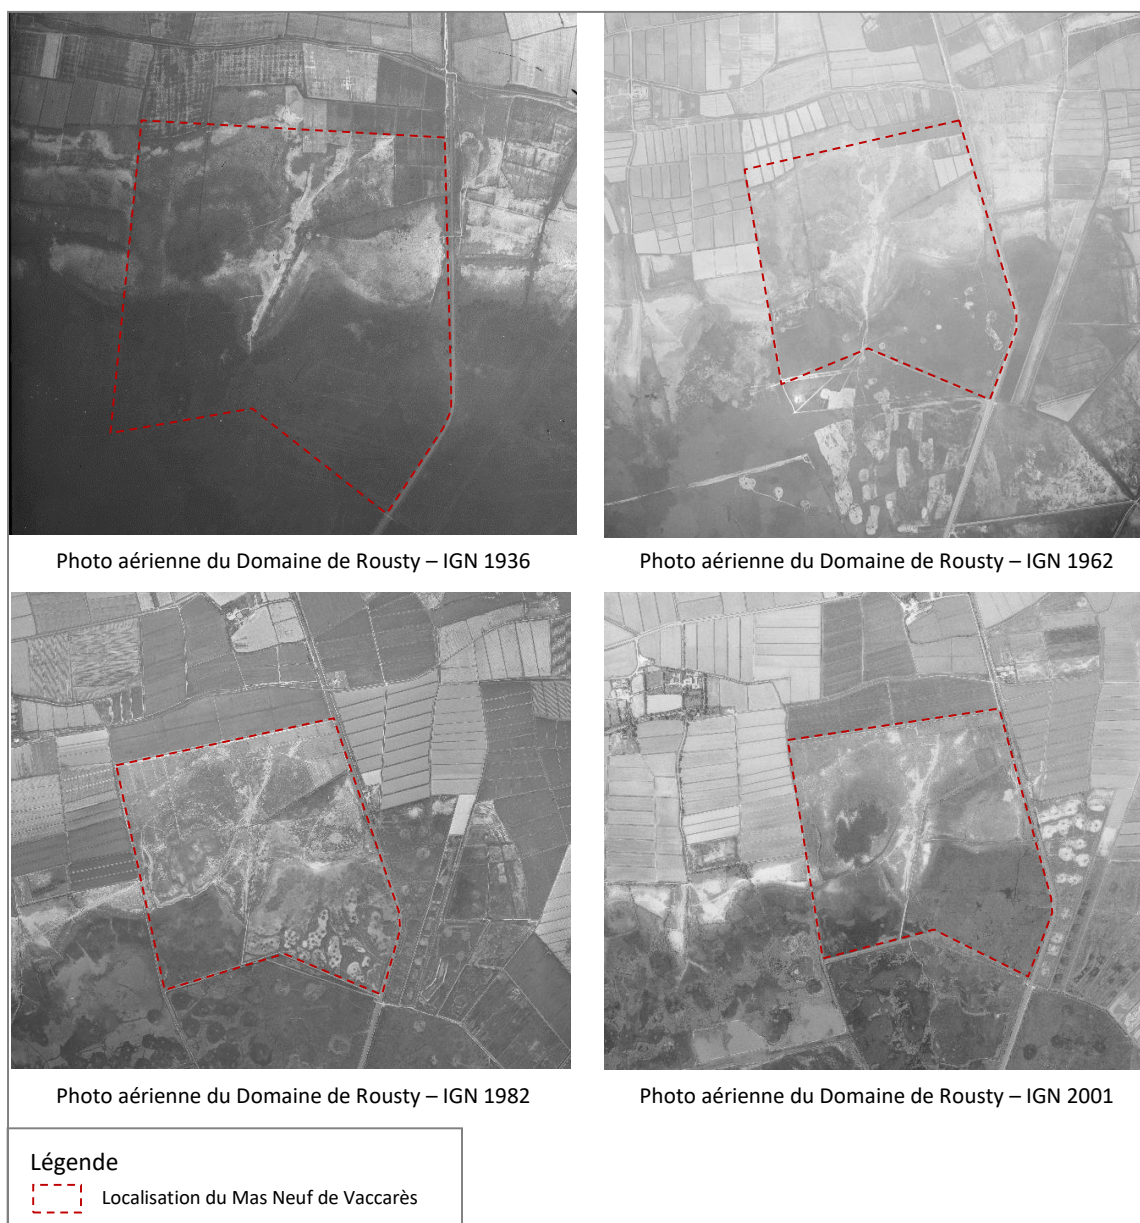 Photo aérienne du Domaine de Rousty – IGN 1936
Photo aérienne du Domaine de Rousty – IGN 1962
Photo aérienne du Domaine de Rousty – IGN 1982
Photo aérienne du Domaine de Rousty – IGN 2001
Légende
Localisation du Mas Neuf de Vaccarès